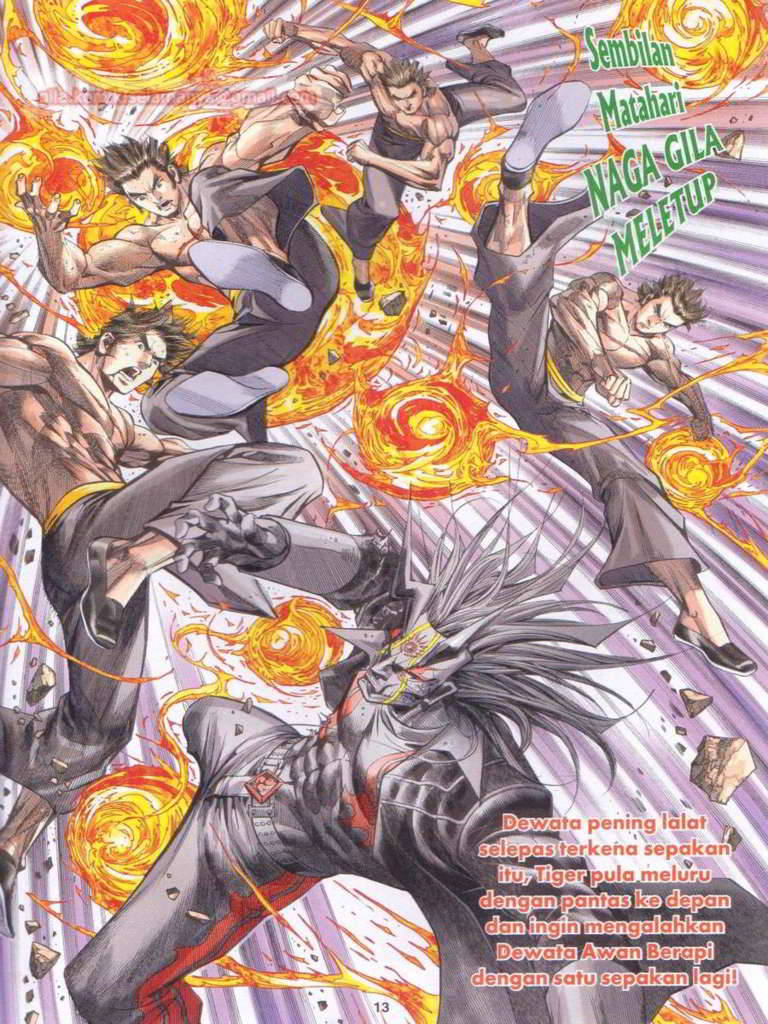 Sembilan
Matahari
NAGA GILA
MELETUP
Dewata pening lalat
selepas terkena sepakan
itu, Tiger pula meluru
dengan pantas ke depan
dan ingin mengalahkan
Dewata Awan Berapi
dengan satu sepakan lagi!
13